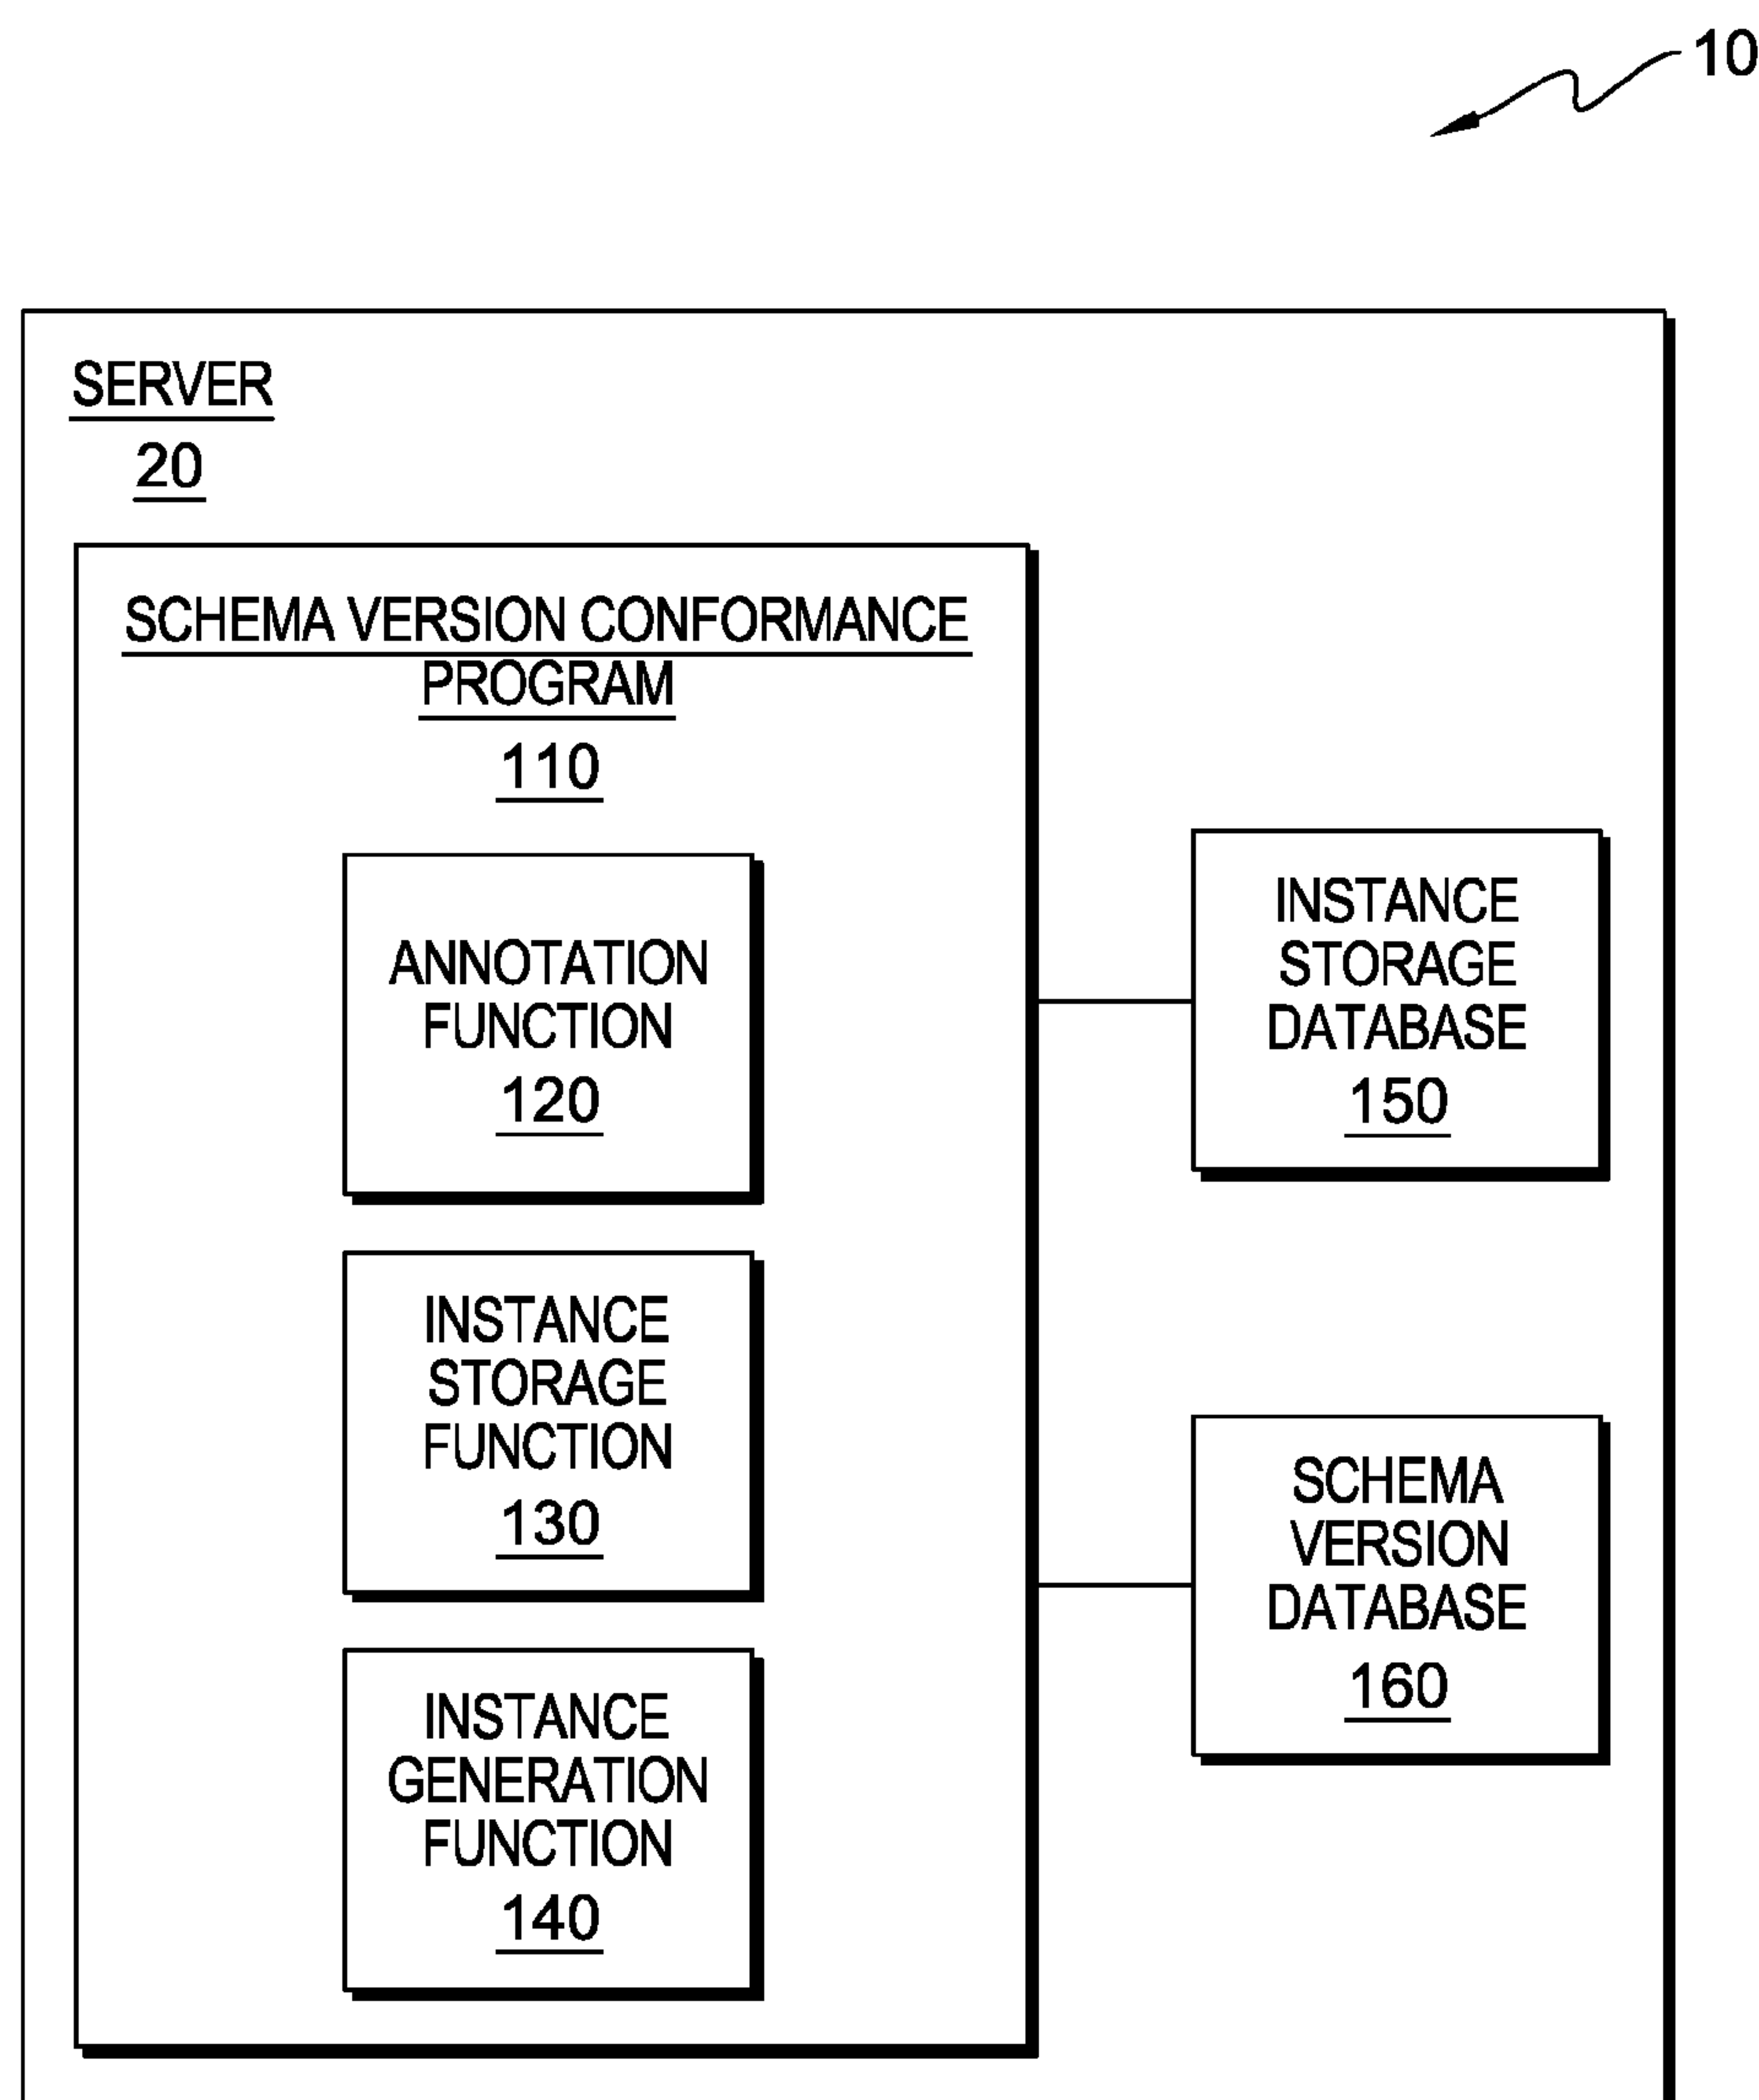 10
SERVER
20
SCHEMA VERSION CONFORMANCE
PROGRAM
110
ANNOTATION
FUNCTION
120
INSTANCE
STORAGE
FUNCTION
130
INSTANCE
GENERATION
FUNCTION
140
INSTANCE
STORAGE
DATABASE
150
SCHEMA
VERSION
DATABASE
160